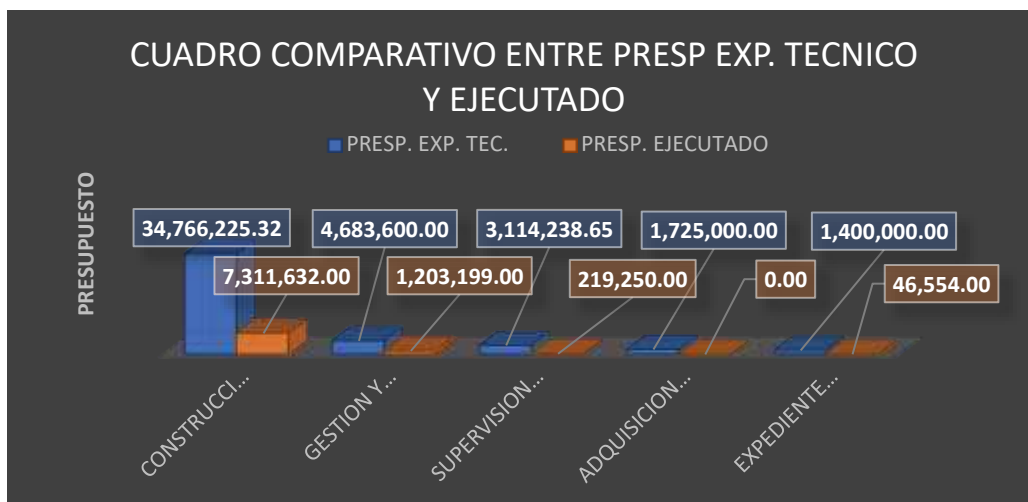 CUADRO COMPARATIVO ENTRE PRESP EXP. TECNICO
Y EJECUTADO
PRESP. EXP. TEC.
PRESP. EJECUTADO
PRESUPUESTO
34,766,225.32
4,683,600.00
3,114,238.65
1,725,000.00
1,400,000.00
7,311,632.00
1,203,199.00
219,250.00
0.00
46,554.00
CONSTRUCCI...
GESTION Y...
SUPERVISION...
ADQUISICION...
EXPEDIENTE...